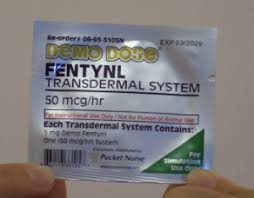 Re-order# 06-93-3105N
EXP 03/2029
DEMO DOSE
FENTYNL
TRANSDERMAL SYSTEM
50 mcg/hr
For Instructional Use Only / Not for Human or Animal Use
Each Transdermal System Contains:
5 mg Demo Fentynl
One (50 mcg/hr) System
Pocket Nurse
For
Simulation
Use Only